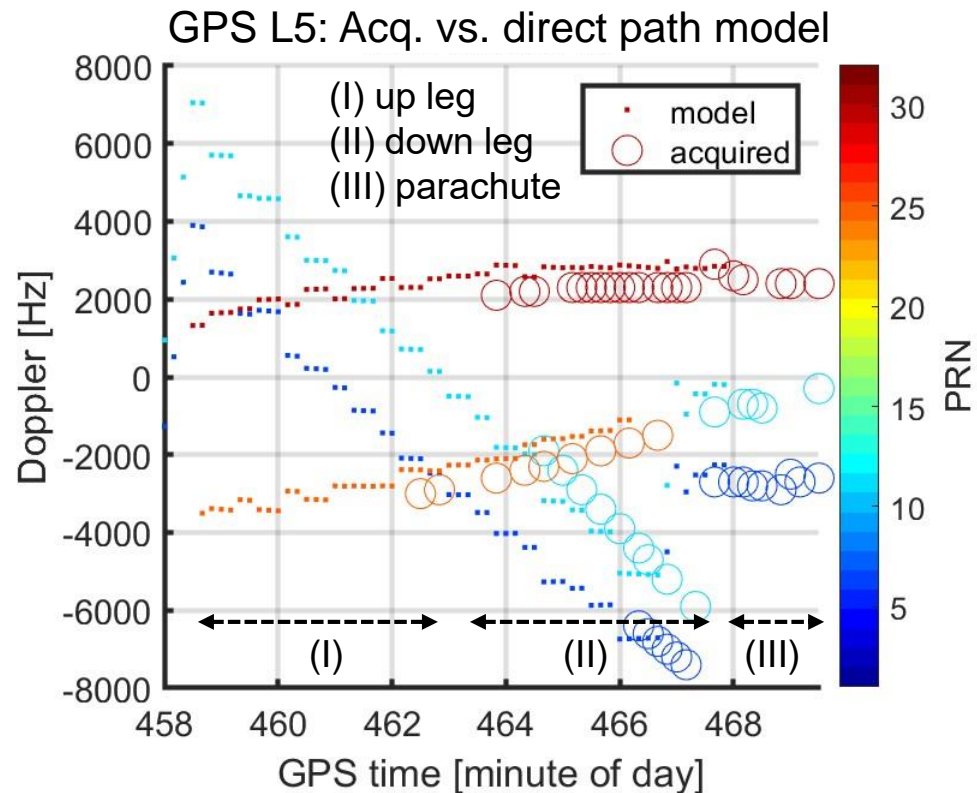 GPS L5: Acq. vs. direct path model
8000
6000
4000
2000
0
-2000
-4000
-6000
-8000
Doppler [Hz]
(I) up leg
(II) down leg
(III) parachute
model
acquired
(I)
(II)
(III)
458
460
462
464
466
468
GPS time [minute of day]
30
25
20
15
10
5
PRN